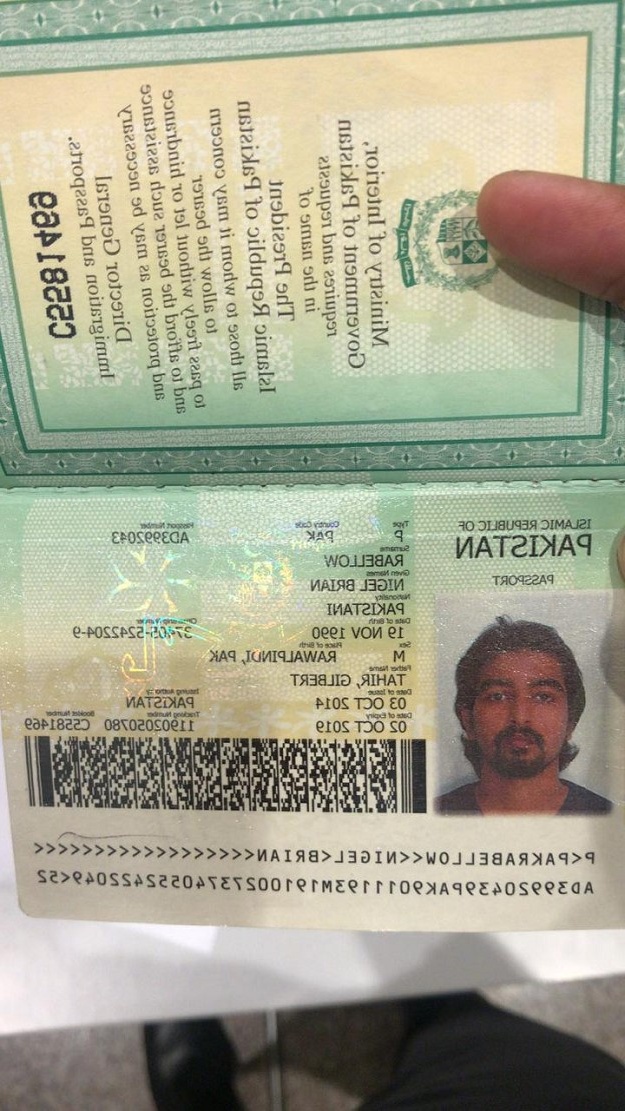 Ministry of Interior,
Government of Pakistan
requires and requests
in the name of
The President
Islamic Republic of Pakistan
all those to whom it may concern
to allow the bearer
to pass freely without let or hindrance
and to afford the bearer such assistance
and protection as may be necessary
Director General
Immigration and Passports.
C5581469
ISLAMIC REPUBLIC OF
PAKISTAN
PASSPORT
Type Country Code Passport Number
P PAK AD3992043
Surname
RABELLOW
Given Names
NIGEL BRIAN
Nationality
PAKISTANI
Date of Birth Citizenship Number
19 NOV 1990 37405-5242204-9
Sex Place of Birth
M RAWALPINDI, PAK
Father Name
TAHIR, GILBERT
Date of Issue Issuing Authority
03 OCT 2014 PAKISTAN
Date of Expiry Tracking Number Booklet Number
02 OCT 2019 11902050780 C5581469
P<PAKRABELLOW<<NIGEL<BRIAN<<<<<<<<<<<<<<<<<<
AD39920439PAK9011193M19100273740552422049<52